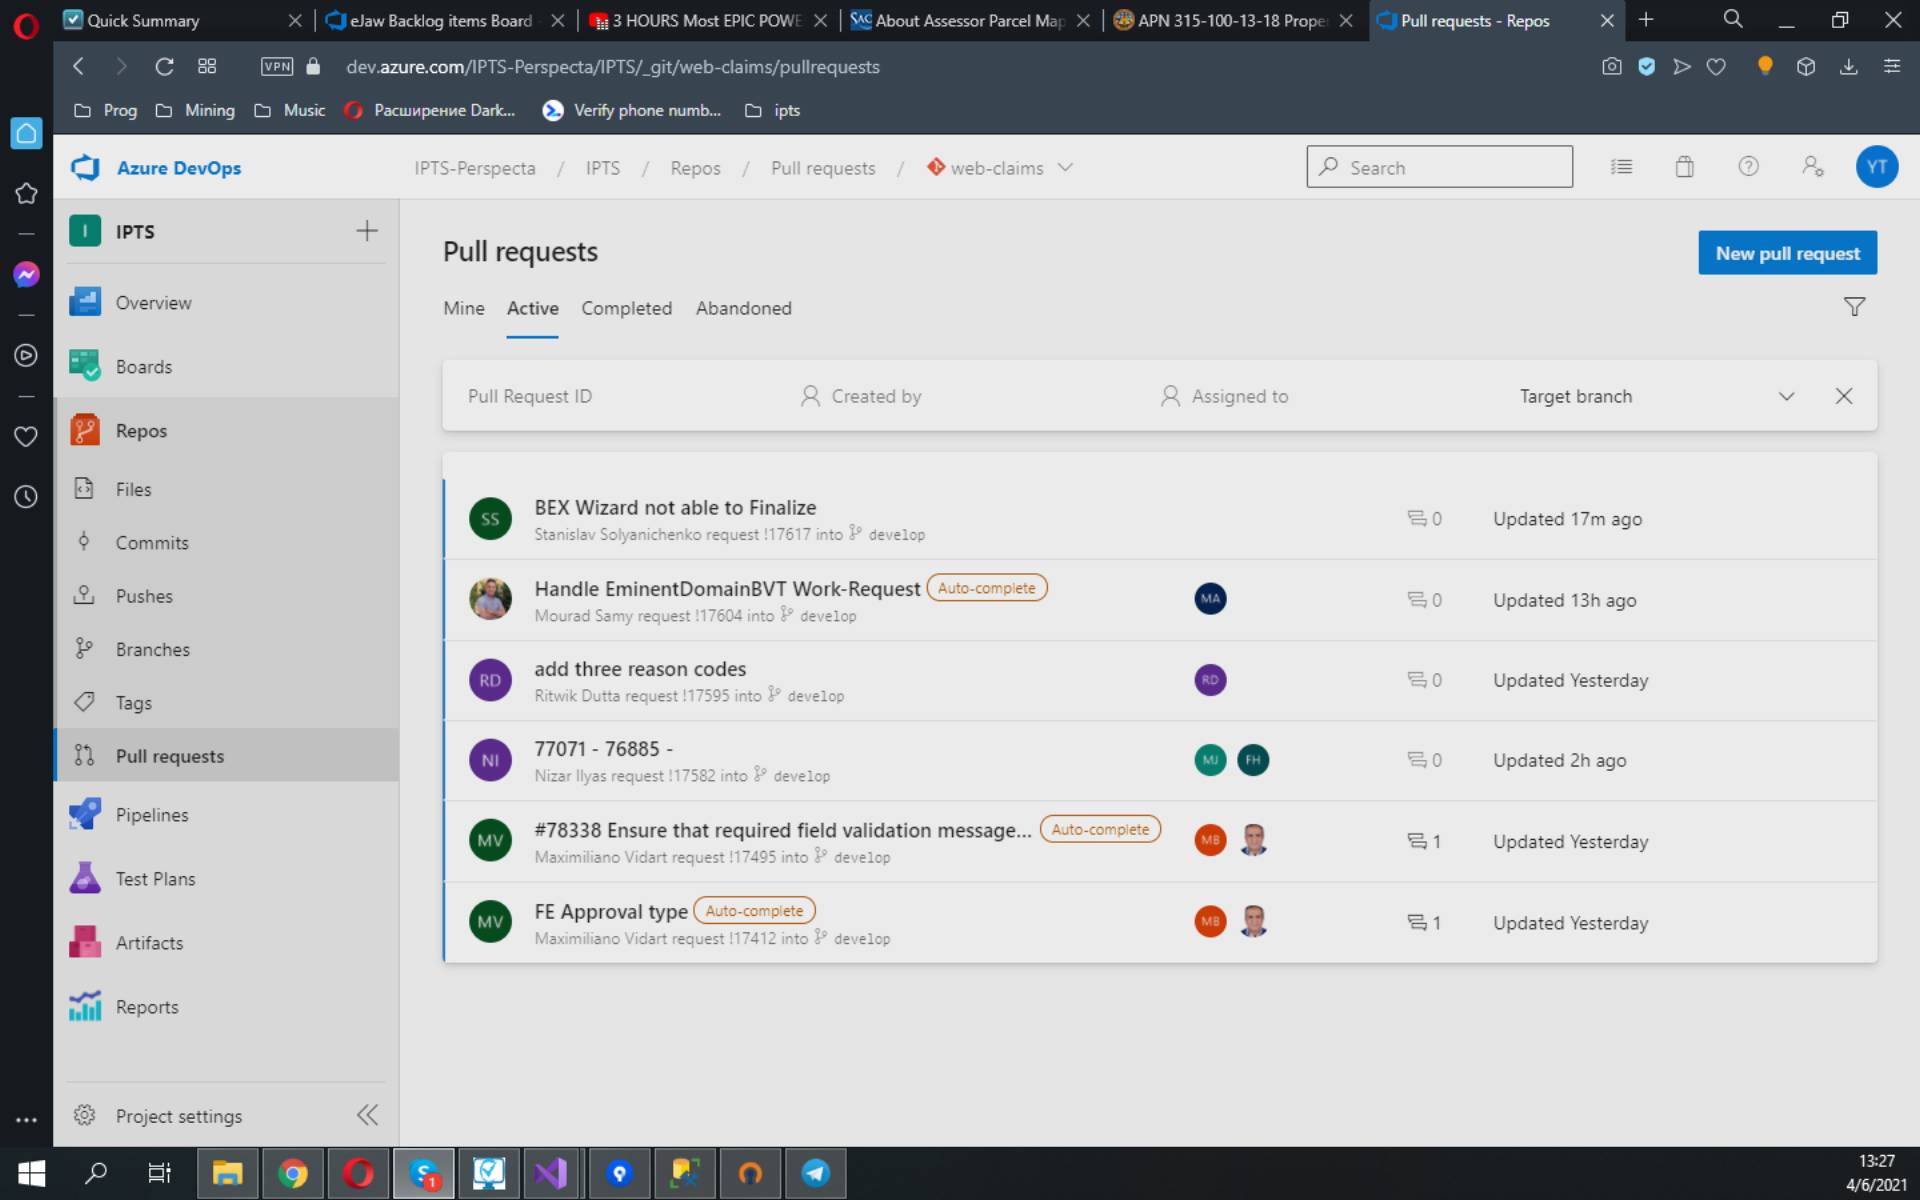 Quick Summary
eJaw Backlog items Board
3 HOURS Most EPIC POWE
SAC About Assessor Parcel Map
APN 315-100-13-18 Proper
Pull requests - Repos
VPN
dev.azure.com/IPTS-Perspecta/IPTS/_git/web-claims/pullrequests
Prog
Mining
Music
Расширение Dark...
Verify phone numb...
ipts
Azure DevOps
IPTS-Perspecta / IPTS / Repos / Pull requests / web-claims
Search
YT
I IPTS
Overview
Boards
Repos
Files
Commits
Pushes
Branches
Tags
Pull requests
Pipelines
Test Plans
Artifacts
Reports
Project settings
Pull requests
New pull request
Mine Active Completed Abandoned
Pull Request ID Created by Assigned to Target branch
SS BEX Wizard not able to Finalize 0 Updated 17m ago
Stanislav Solyanichenko request !17617 into develop
Handle EminentDomainBVT Work-Request Auto-complete MA 0 Updated 13h ago
Mourad Samy request !17604 into develop
RD add three reason codes RD 0 Updated Yesterday
Ritwik Dutta request !17595 into develop
NI 77071 - 76885 - MJ FH 0 Updated 2h ago
Nizar Ilyas request !17582 into develop
MV #78338 Ensure that required field validation message... Auto-complete MB 1 Updated Yesterday
Maximiliano Vidart request !17495 into develop
MV FE Approval type Auto-complete MB 1 Updated Yesterday
Maximiliano Vidart request !17412 into develop
1
13:27
4/6/2021